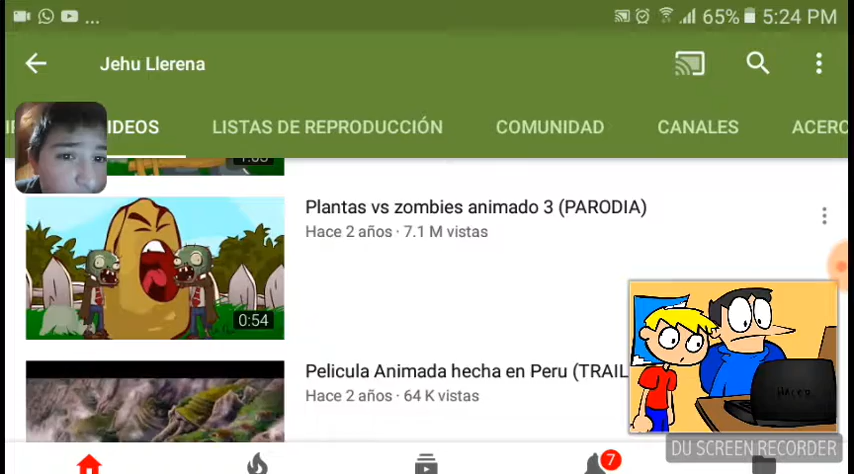 ... 65% 5:24 PM
Jehu Llerena
IDEOS LISTAS DE REPRODUCCIÓN COMUNIDAD CANALES ACERC
Plantas vs zombies animado 3 (PARODIA)
Hace 2 años · 7.1 M vistas
0:54
Pelicula Animada hecha en Peru (TRAIL
Hace 2 años · 64 K vistas
DU SCREEN RECORDER
7